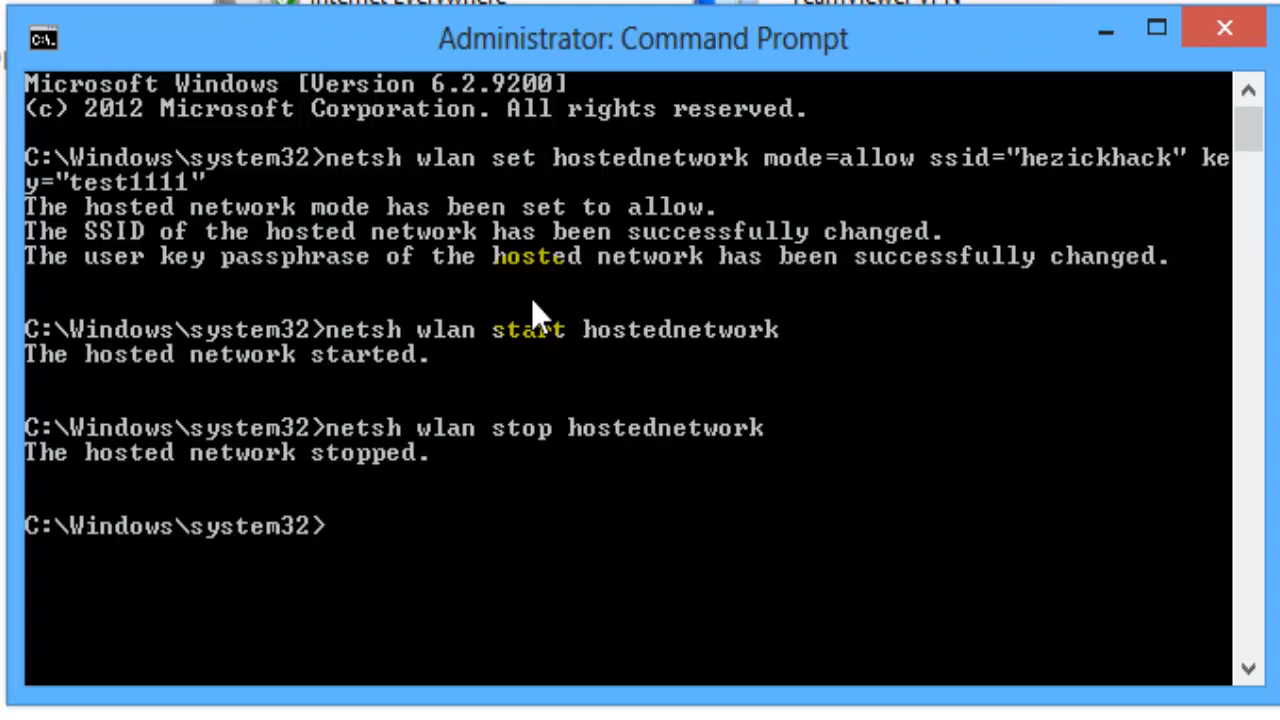 Administrator: Command Prompt
Microsoft Windows [Version 6.2.9200]
(c) 2012 Microsoft Corporation. All rights reserved.
C:\Windows\system32>netsh wlan set hostednetwork mode=allow ssid="hezickhack" ke
y="test1111"
The hosted network mode has been set to allow.
The SSID of the hosted network has been successfully changed.
The user key passphrase of the hosted network has been successfully changed.
C:\Windows\system32>netsh wlan start hostednetwork
The hosted network started.
C:\Windows\system32>netsh wlan stop hostednetwork
The hosted network stopped.
C:\Windows\system32>